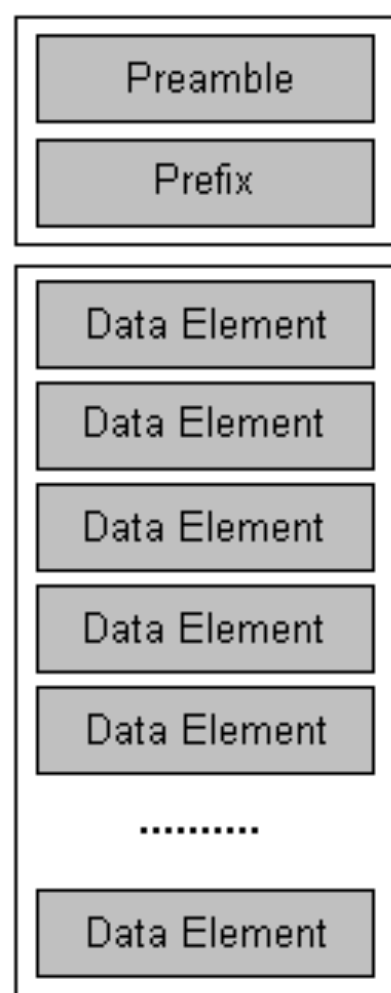 Preamble
Prefix
Data Element
Data Element
Data Element
Data Element
Data Element
..........
Data Element